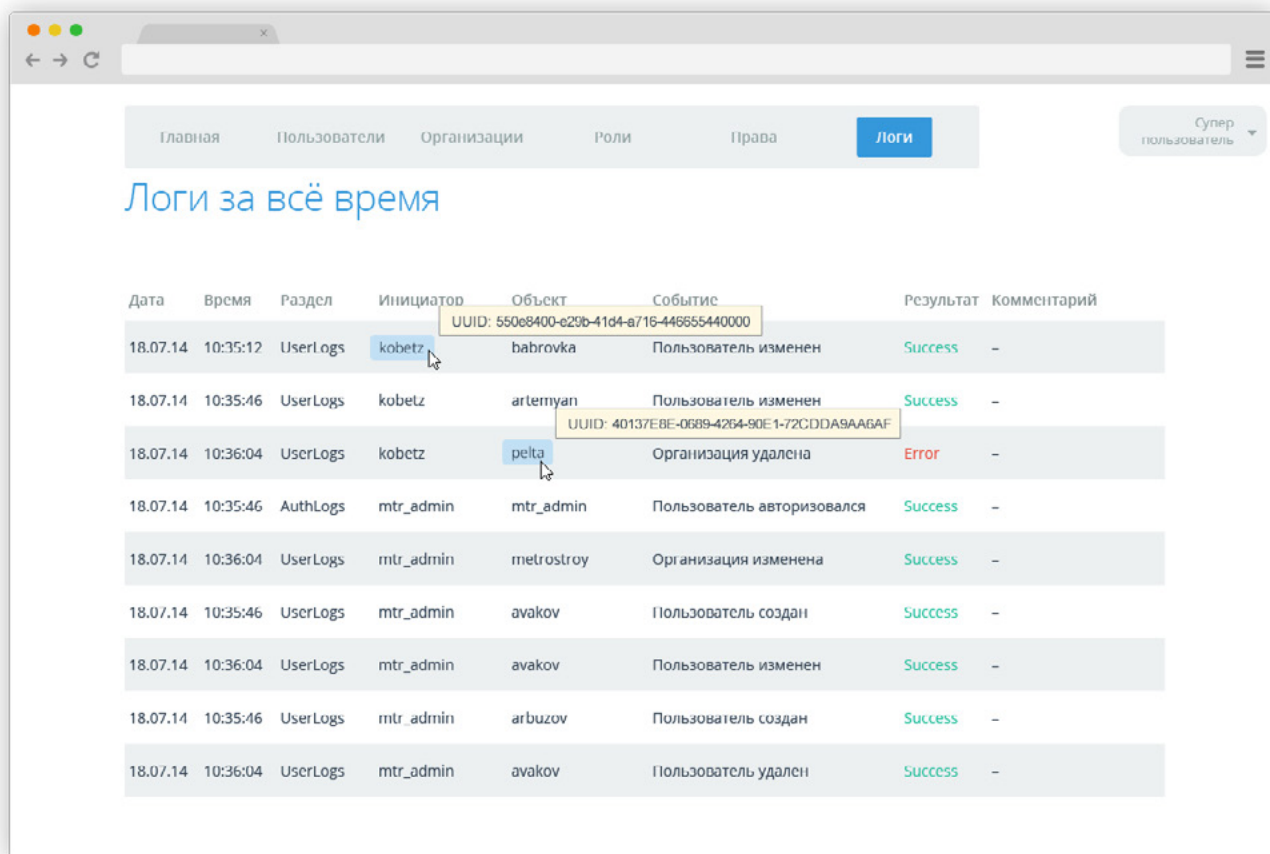 Главная Пользователи Организации Роли Права Логи
Супер
пользователь
Логи за всё время
Дата Время Раздел Инициатор Объект Событие Результат Комментарий
UUID: 550e8400-e29b-41d4-a716-446655440000
18.07.14 10:35:12 UserLogs kobetz babrovka Пользователь изменен Success –
18.07.14 10:35:46 UserLogs kobetz artemyan Пользователь изменен Success –
UUID: 40137E8E-0689-4264-90E1-72CDDA9AA6AF
18.07.14 10:36:04 UserLogs kobetz pelta Организация удалена Error –
18.07.14 10:35:46 AuthLogs mtr_admin mtr_admin Пользователь авторизовался Success –
18.07.14 10:36:04 UserLogs mtr_admin metrostroy Организация изменена Success –
18.07.14 10:35:46 UserLogs mtr_admin avakov Пользователь создан Success –
18.07.14 10:36:04 UserLogs mtr_admin avakov Пользователь изменен Success –
18.07.14 10:35:46 UserLogs mtr_admin arbuzov Пользователь создан Success –
18.07.14 10:36:04 UserLogs mtr_admin avakov Пользователь удален Success –